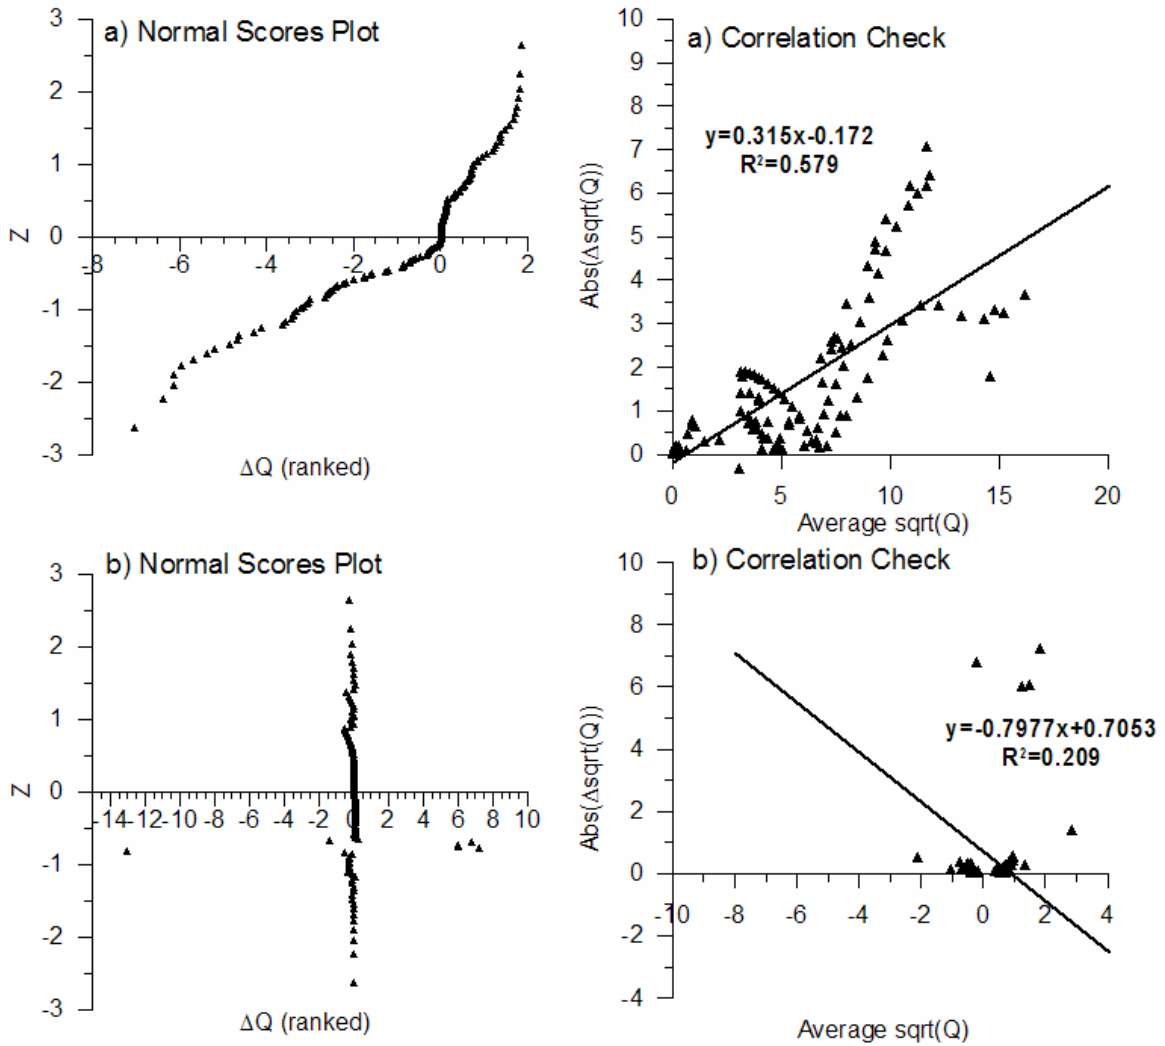 a) Normal Scores Plot
3
2
1
0
-1
-2
-3
Z
-8 -6 -4 -2 0 2
ΔQ (ranked)
a) Correlation Check
10
9
8
7
6
5
4
3
2
1
0
Abs(Δsqrt(Q))
y=0.315x-0.172
R²=0.579
0 5 10 15 20
Average sqrt(Q)
b) Normal Scores Plot
3
2
1
0
-1
-2
-3
Z
-14 -12 -10 -8 -6 -4 -2 0 2 4 6 8 10
ΔQ (ranked)
b) Correlation Check
10
8
6
4
2
0
-2
-4
Abs(Δsqrt(Q))
y=-0.7977x+0.7053
R²=0.209
-10 -8 -6 -4 -2 0 2 4
Average sqrt(Q)